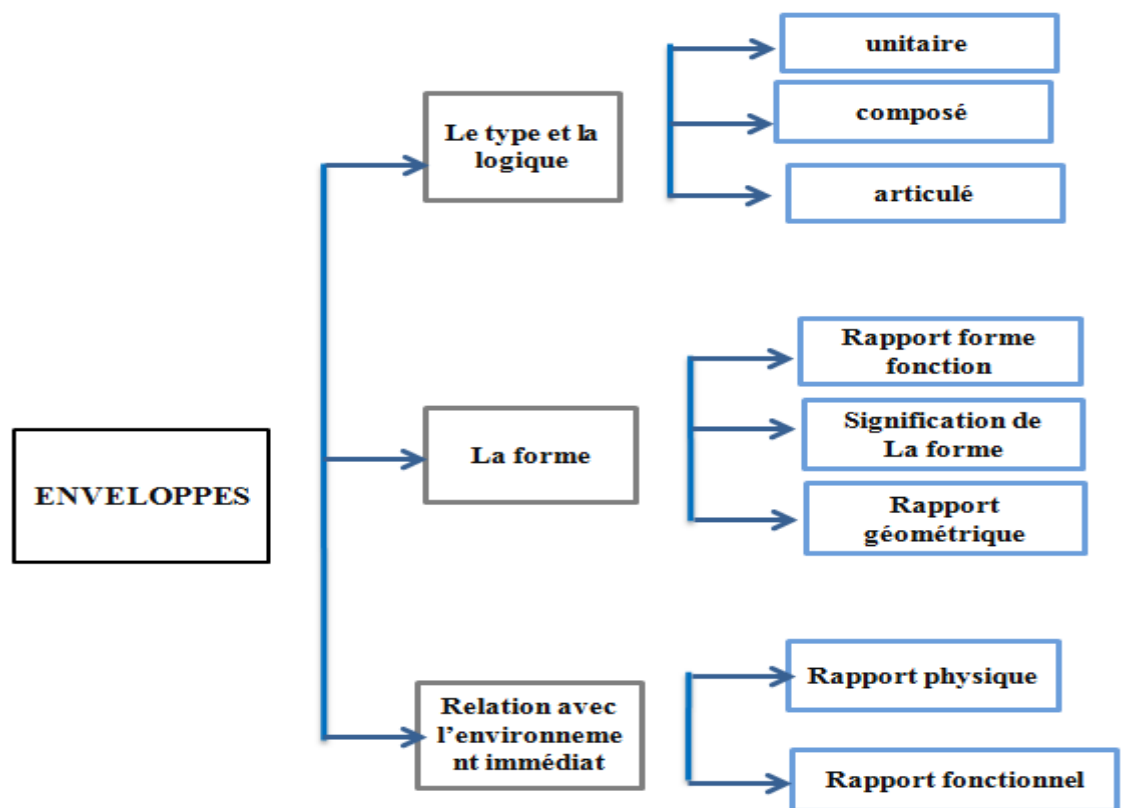 ENVELOPPES
Le type et la
logique
unitaire
composé
articulé
La forme
Rapport forme
fonction
Signification de
La forme
Rapport
géométrique
Relation avec
l'environneme
nt immédiat
Rapport physique
Rapport fonctionnel